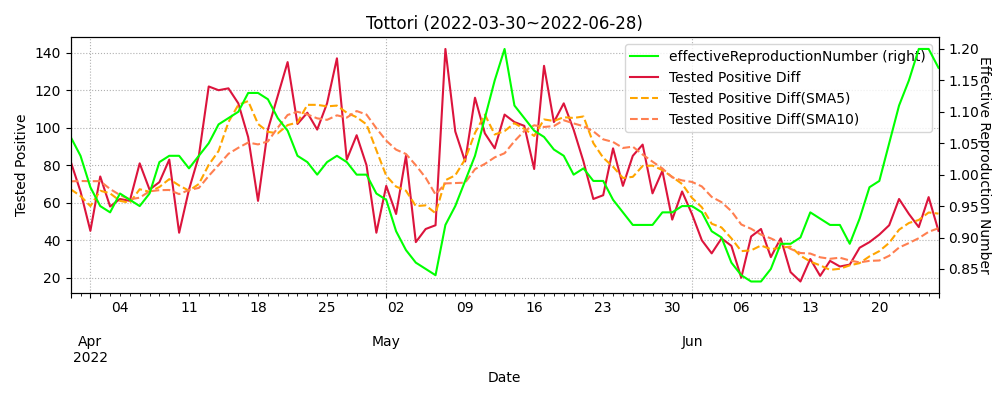 Tottori (2022-03-30~2022-06-28)
effectiveReproductionNumber (right)
Tested Positive Diff
Tested Positive Diff(SMA5)
Tested Positive Diff(SMA10)
Tested Positive
140
120
100
80
60
40
20
Effective Reproduction Number
1.20
1.15
1.10
1.05
1.00
0.95
0.90
0.85
04 11 18 25 02 09 16 23 30 06 13 20
Apr May Jun
2022
Date